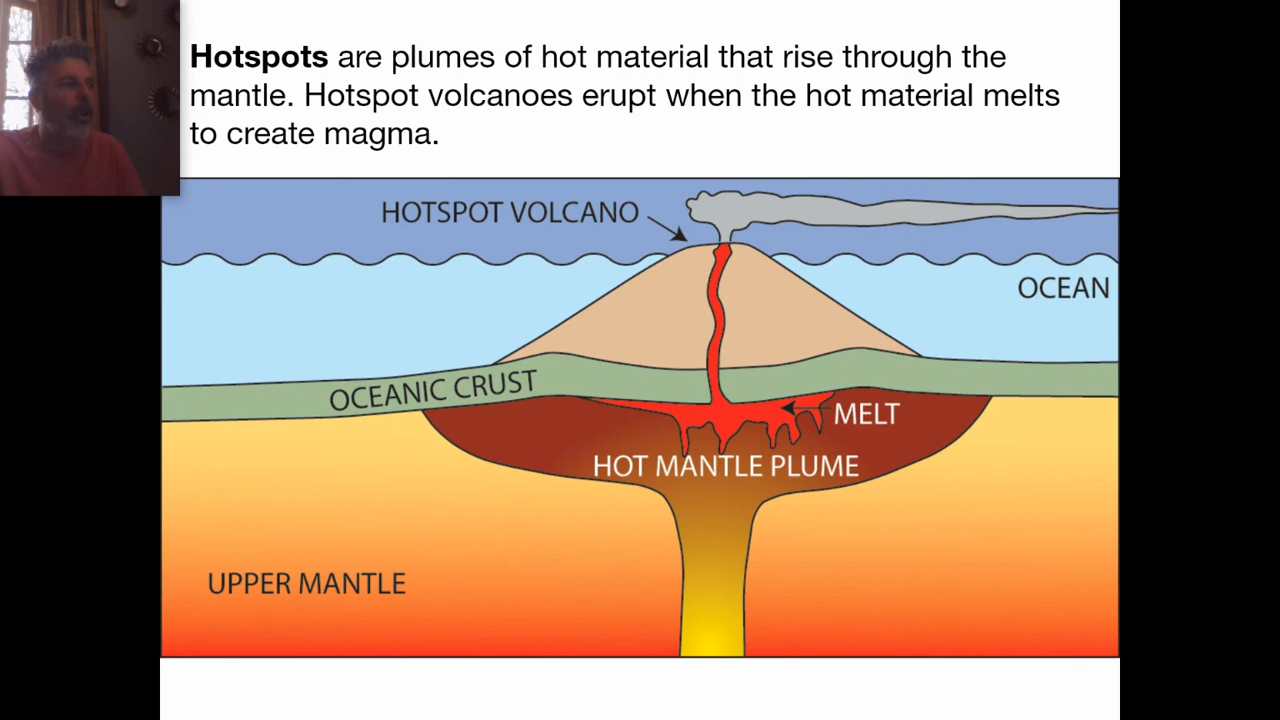 Hotspots are plumes of hot material that rise through the
mantle. Hotspot volcanoes erupt when the hot material melts
to create magma.
HOTSPOT VOLCANO
OCEAN
OCEANIC CRUST
MELT
HOT MANTLE PLUME
UPPER MANTLE